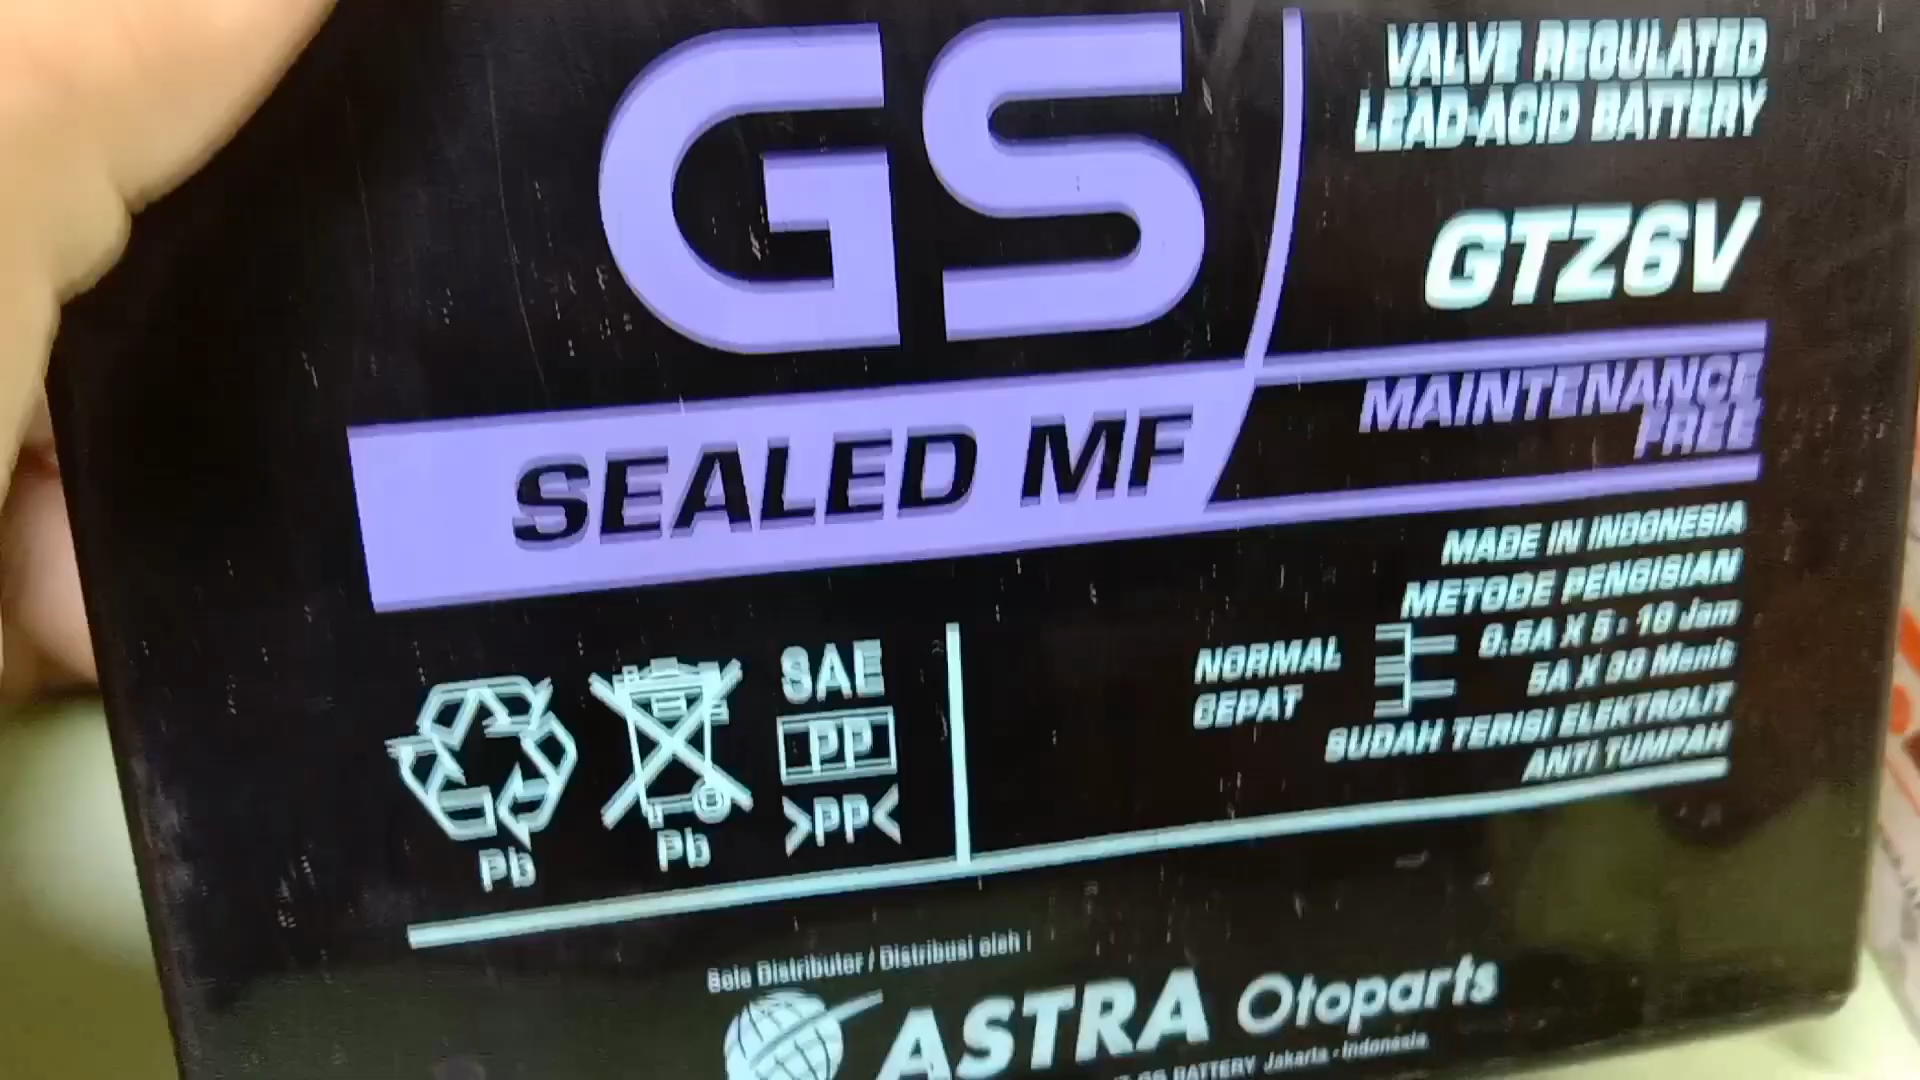 GS
VALVE REGULATED
LEAD-ACID BATTERY
GTZ6V
MAINTENANCE
FREE
SEALED MF
MADE IN INDONESIA
METODE PENGISIAN
NORMAL 0.5A X 5 - 10 Jam
CEPAT 5A X 30 Menit
SUDAH TERISI ELEKTROLIT
ANTI TUMPAH
SAE
PP
>PP<
Pb
Pb
Sole Distributor / Distribusi oleh :
ASTRA Otoparts
GS BATTERY Jakarta - Indonesia